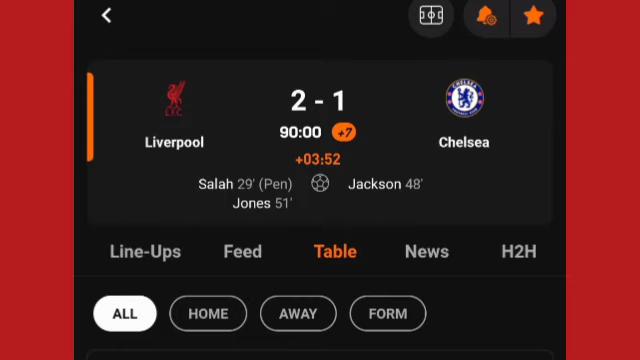 2 - 1
90:00 +7
Liverpool Chelsea
+03:52
Salah 29' (Pen) Jackson 48'
Jones 51'
Line-Ups Feed Table News H2H
ALL HOME AWAY FORM